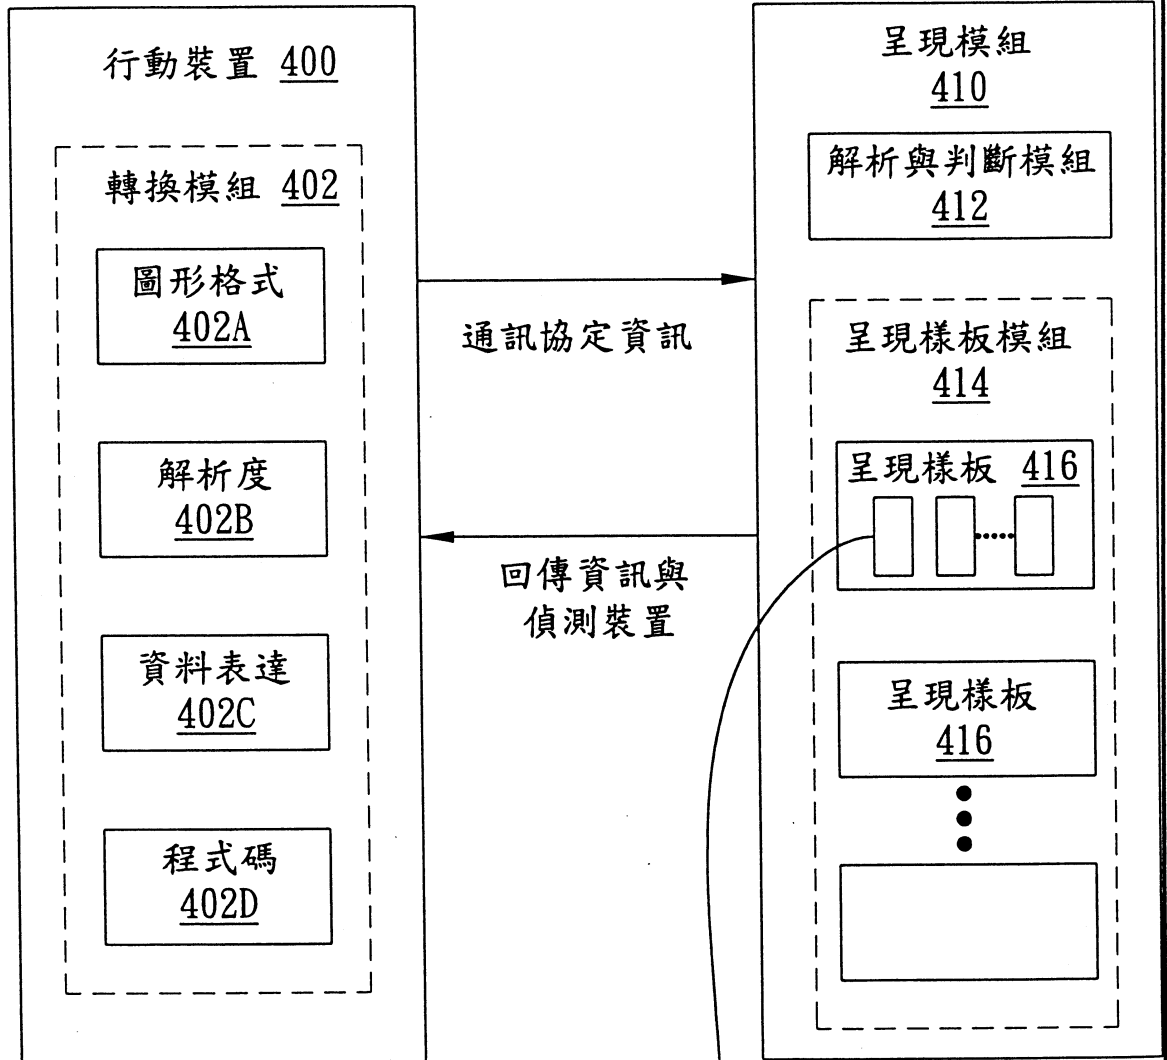 行動裝置 400
轉換模組 402
圖形格式
402A
解析度
402B
資料表達
402C
程式碼
402D
通訊協定資訊
回傳資訊與
偵測裝置
呈現模組
410
解析與判斷模組
412
呈現樣板模組
414
呈現樣板 416
呈現樣板
416